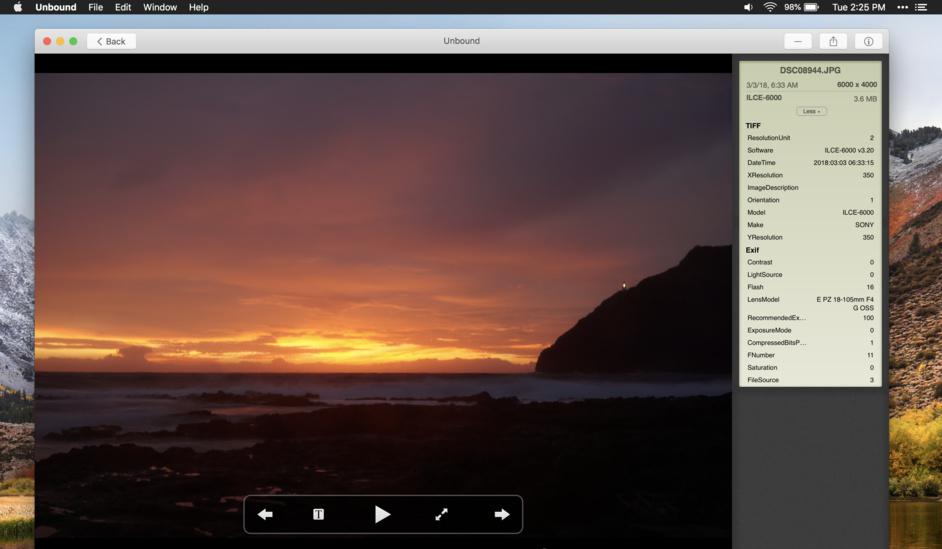 Unbound File Edit Window Help
98% Tue 2:25 PM
Back
Unbound
DSC08944.JPG
3/3/18, 6:33 AM 6000 x 4000
ILCE-6000 3.6 MB
Less -
TIFF
ResolutionUnit 2
Software ILCE-6000 v3.20
DateTime 2018:03:03 06:33:15
XResolution 350
ImageDescription
Orientation 1
Model ILCE-6000
Make SONY
YResolution 350
Exif
Contrast 0
LightSource 0
Flash 16
LensModel E PZ 18-105mm F4
G OSS
RecommendedEx... 100
ExposureMode 0
CompressedBitsP... 1
FNumber 11
Saturation 0
FileSource 3
T